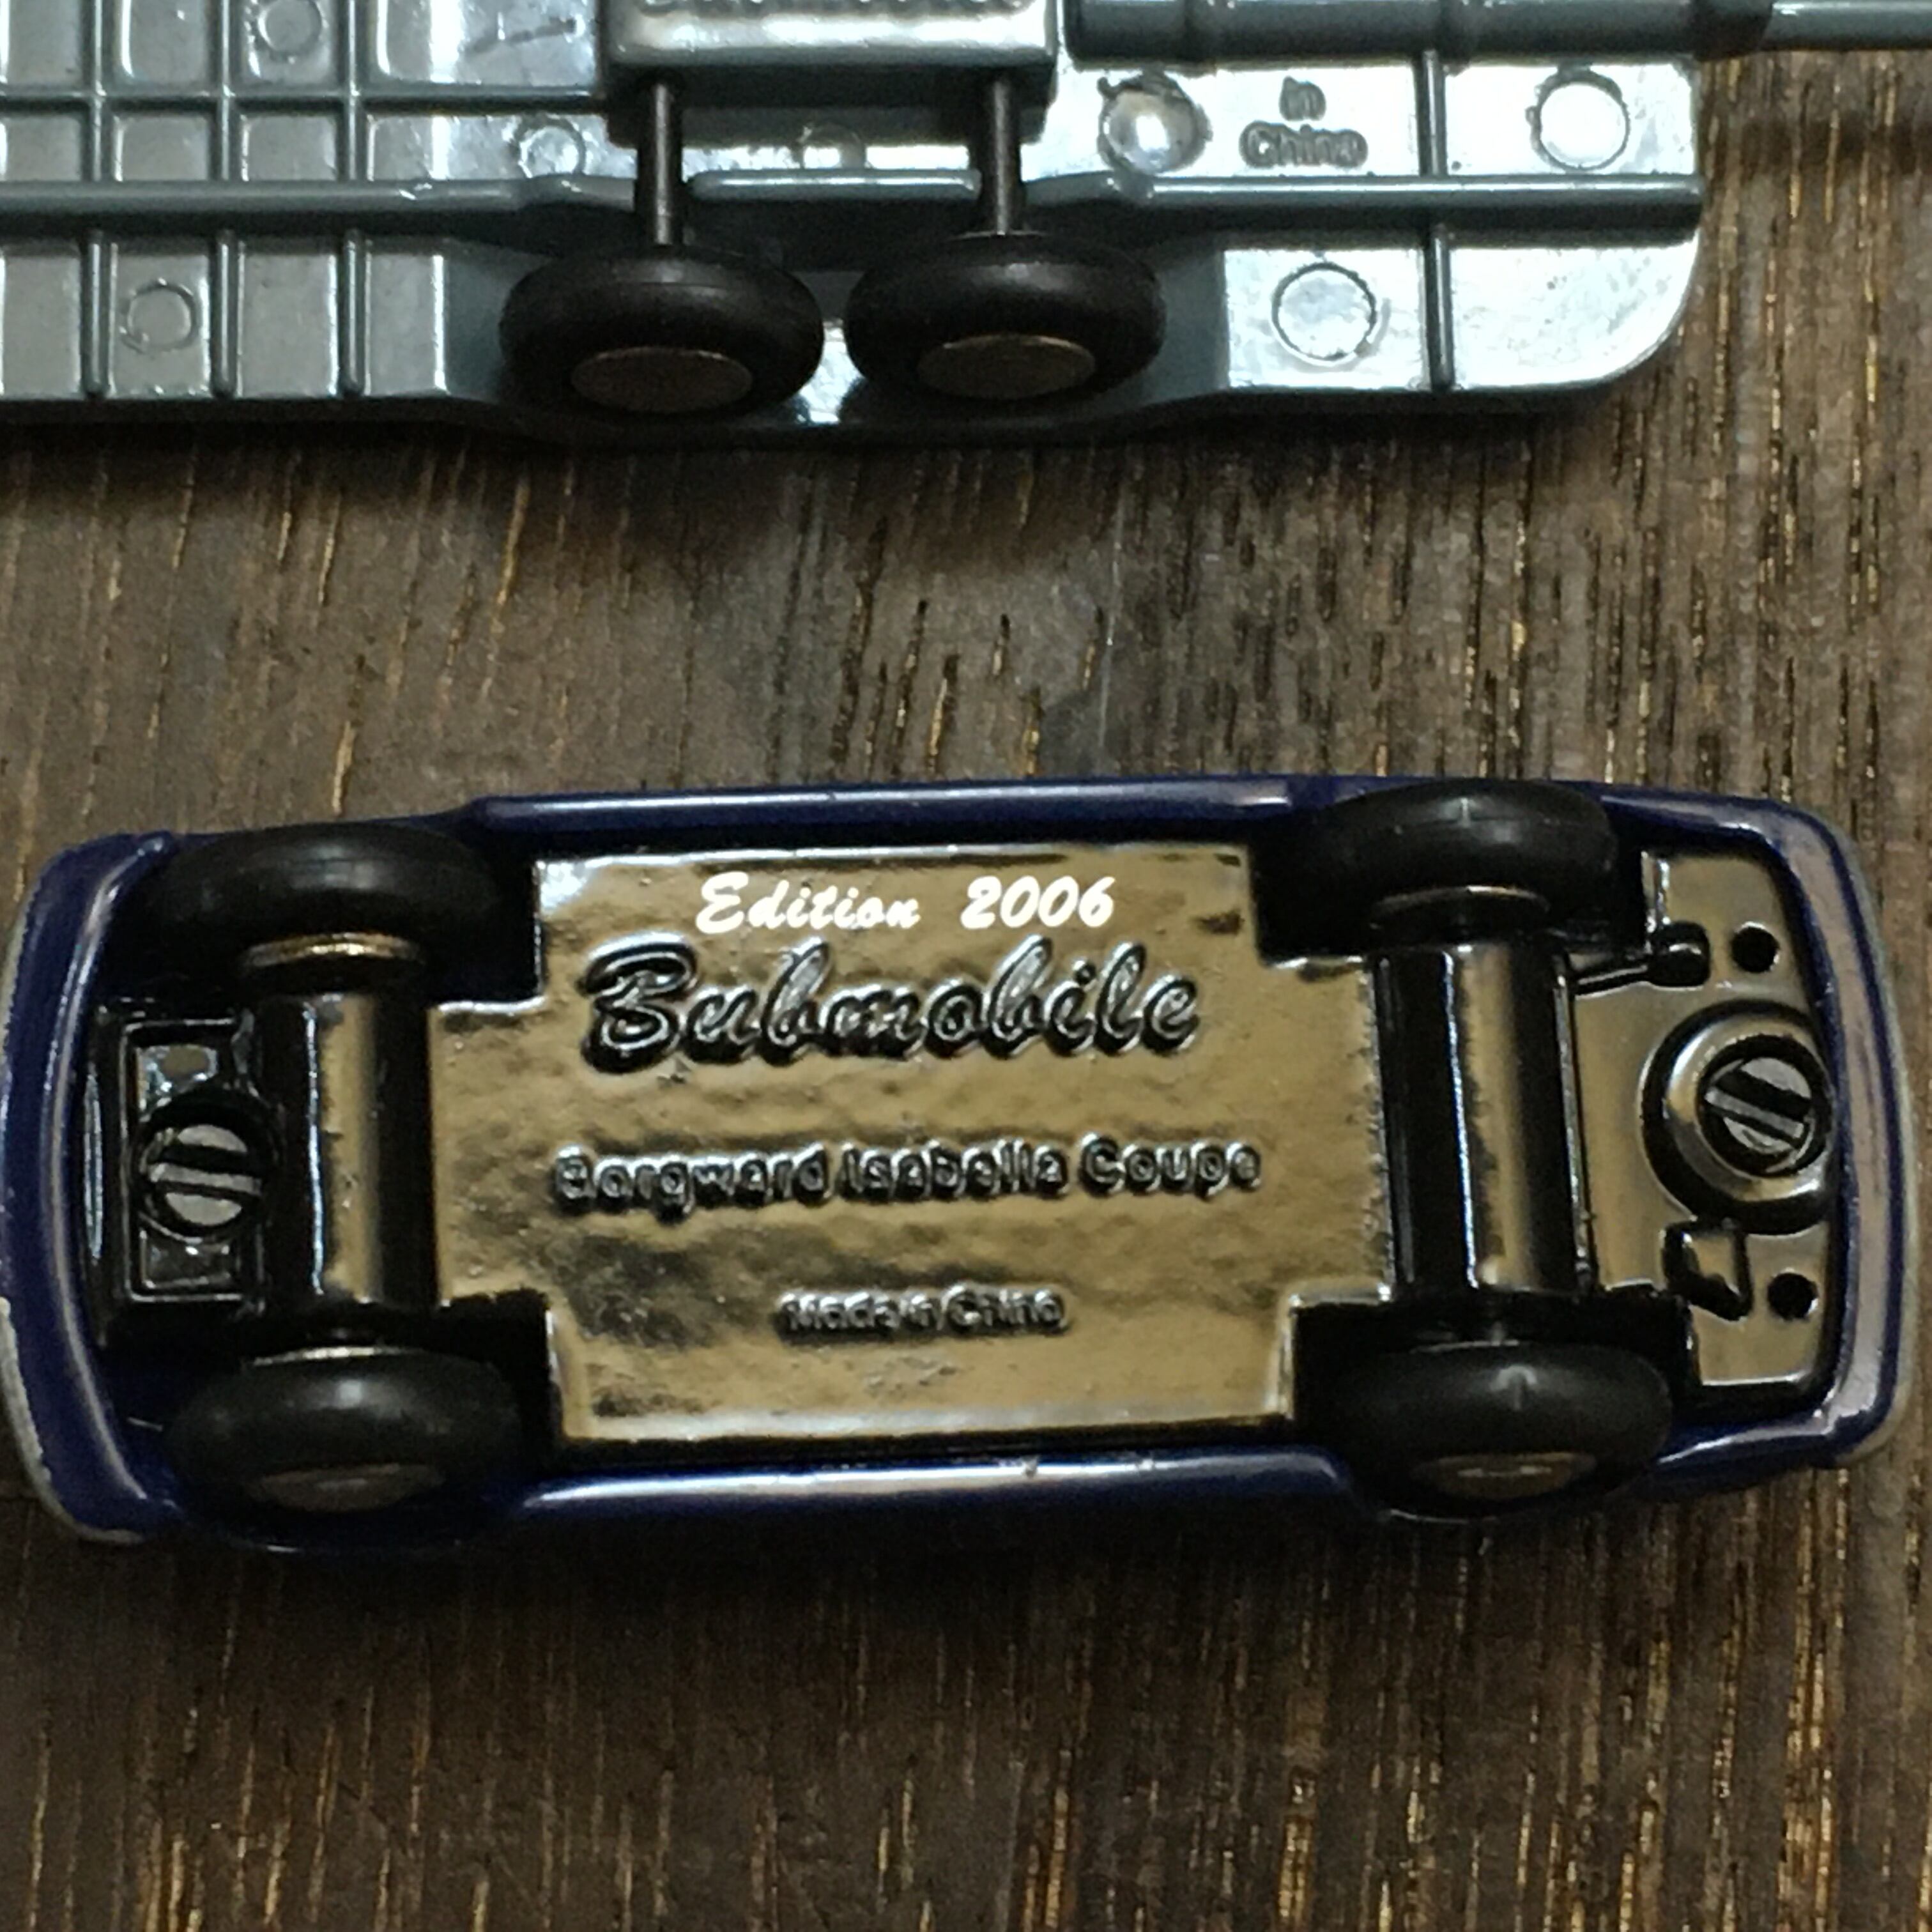 in
China
Edition 2006
Bubmobile
Borgward Isabella Coupe
Made in China